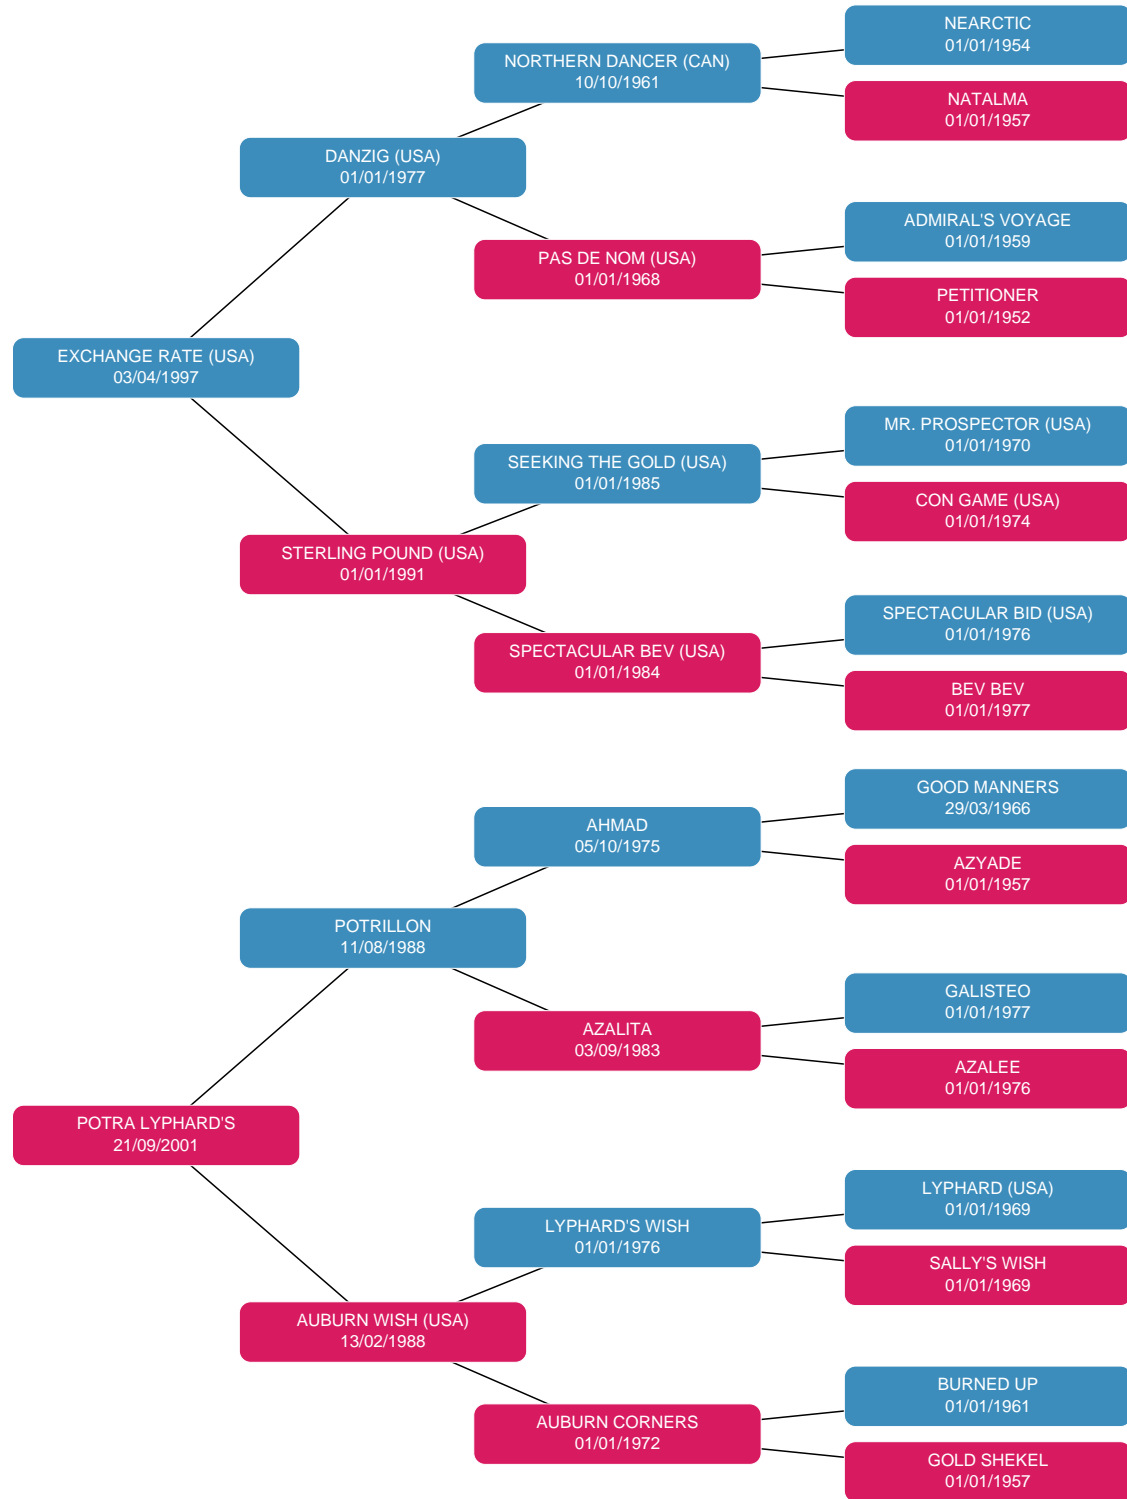 NEARCTIC
01/01/1954
NORTHERN DANCER (CAN)
10/10/1961
NATALMA
01/01/1957
DANZIG (USA)
01/01/1977
ADMIRAL'S VOYAGE
01/01/1959
PAS DE NOM (USA)
01/01/1968
PETITIONER
01/01/1952
EXCHANGE RATE (USA)
03/04/1997
MR. PROSPECTOR (USA)
01/01/1970
SEEKING THE GOLD (USA)
01/01/1985
CON GAME (USA)
01/01/1974
STERLING POUND (USA)
01/01/1991
SPECTACULAR BID (USA)
01/01/1976
SPECTACULAR BEV (USA)
01/01/1984
BEV BEV
01/01/1977
GOOD MANNERS
29/03/1966
AHMAD
05/10/1975
AZYADE
01/01/1957
POTRILLON
11/08/1988
GALISTEO
01/01/1977
AZALITA
03/09/1983
AZALEE
01/01/1976
POTRA LYPHARD'S
21/09/2001
LYPHARD (USA)
01/01/1969
LYPHARD'S WISH
01/01/1976
SALLY'S WISH
01/01/1969
AUBURN WISH (USA)
13/02/1988
BURNED UP
01/01/1961
AUBURN CORNERS
01/01/1972
GOLD SHEKEL
01/01/1957